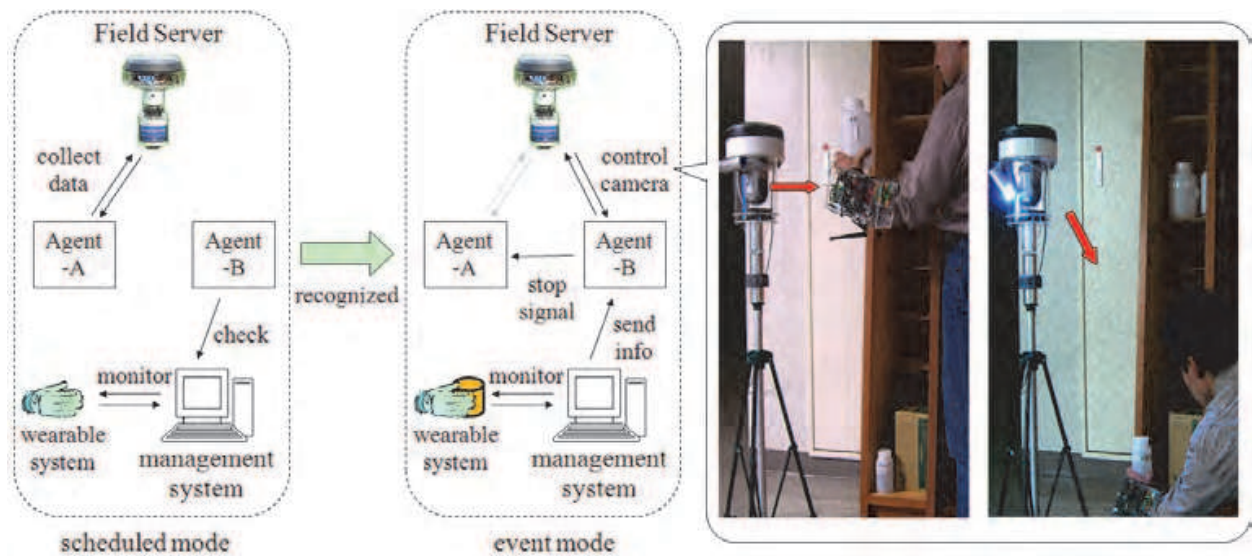 Field Server
collect
data
Agent
-A
Agent
-B
check
monitor
wearable
system
management
system
scheduled mode
recognized
Field Server
control
camera
Agent
-A
Agent
-B
stop
signal
send
info
monitor
wearable
system
management
system
event mode